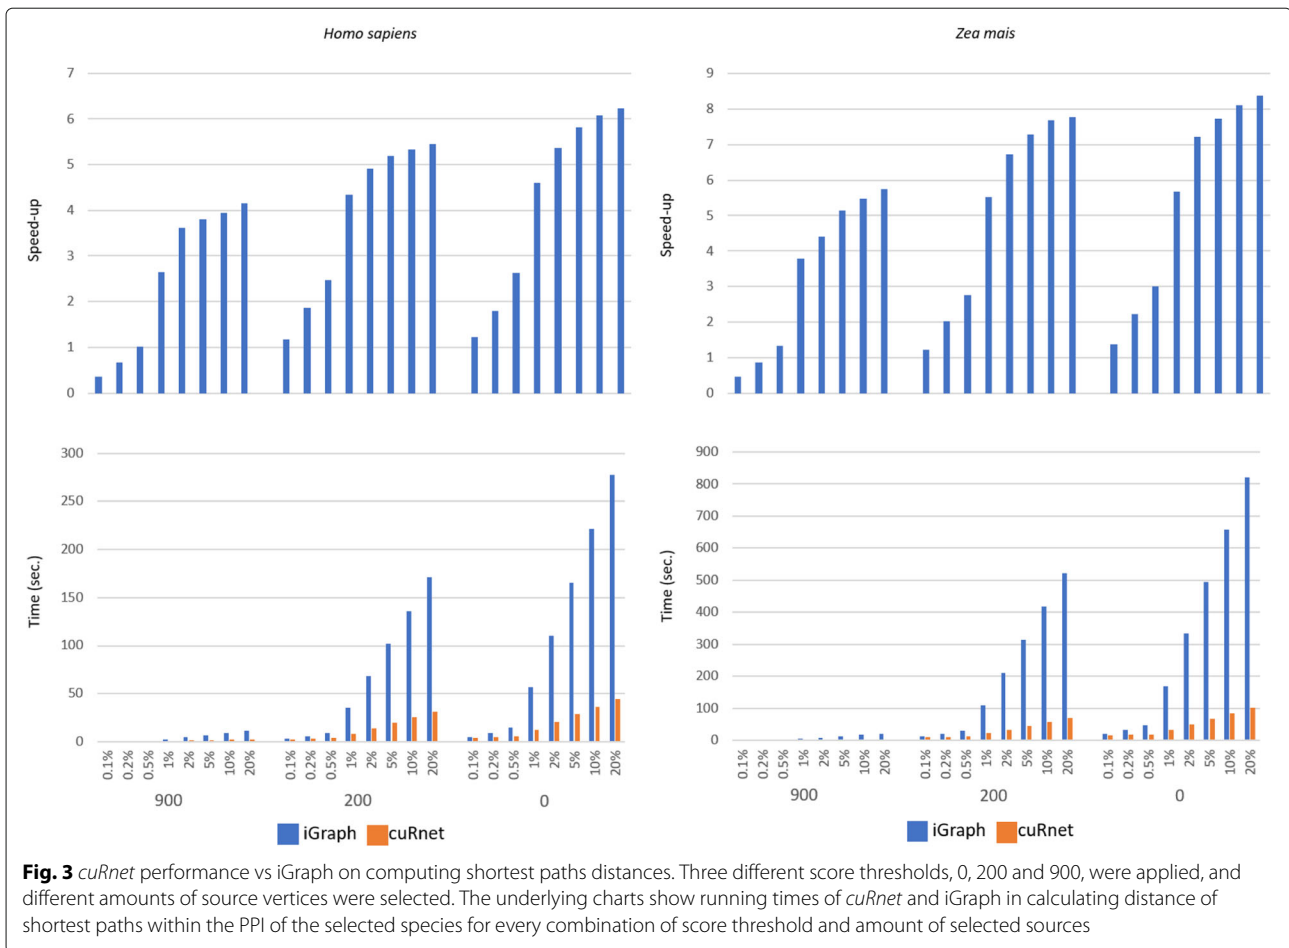 Homo sapiens
Zea mais
7
6
5
4
3
2
1
0
Speed-up
9
8
7
6
5
4
3
2
1
0
Speed-up
300
250
200
150
100
50
0
Time (sec.)
0.1% 0.2% 0.5% 1% 2% 5% 10% 20% 0.1% 0.2% 0.5% 1% 2% 5% 10% 20% 0.1% 0.2% 0.5% 1% 2% 5% 10% 20%
900 200 0
iGraph cuRnet
900
800
700
600
500
400
300
200
100
0
Time (sec.)
0.1% 0.2% 0.5% 1% 2% 5% 10% 20% 0.1% 0.2% 0.5% 1% 2% 5% 10% 20% 0.1% 0.2% 0.5% 1% 2% 5% 10% 20%
900 200 0
iGraph cuRnet
Fig. 3 cuRnet performance vs iGraph on computing shortest paths distances. Three different score thresholds, 0, 200 and 900, were applied, and
different amounts of source vertices were selected. The underlying charts show running times of cuRnet and iGraph in calculating distance of
shortest paths within the PPI of the selected species for every combination of score threshold and amount of selected sources